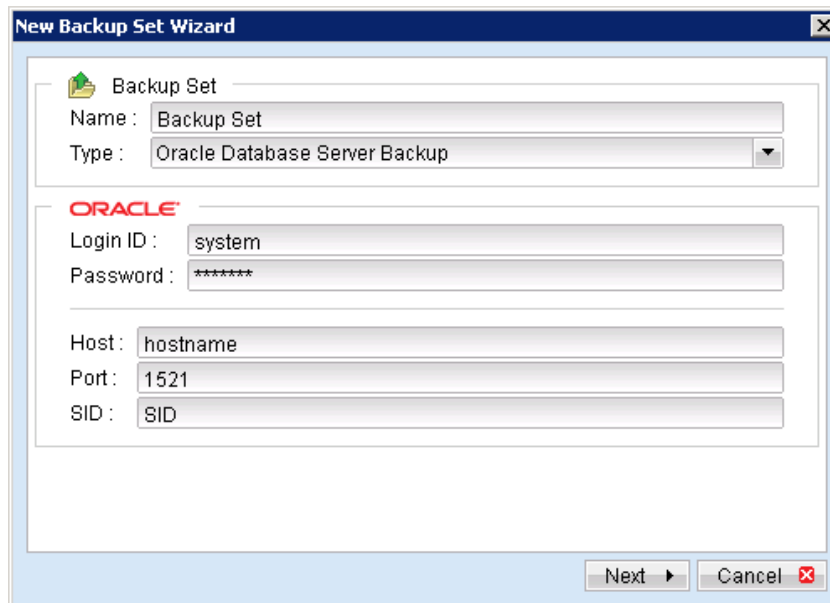 New Backup Set Wizard
Backup Set
Name : Backup Set
Type : Oracle Database Server Backup
ORACLE
Login ID : system
Password : *******
Host : hostname
Port : 1521
SID : SID
Next Cancel